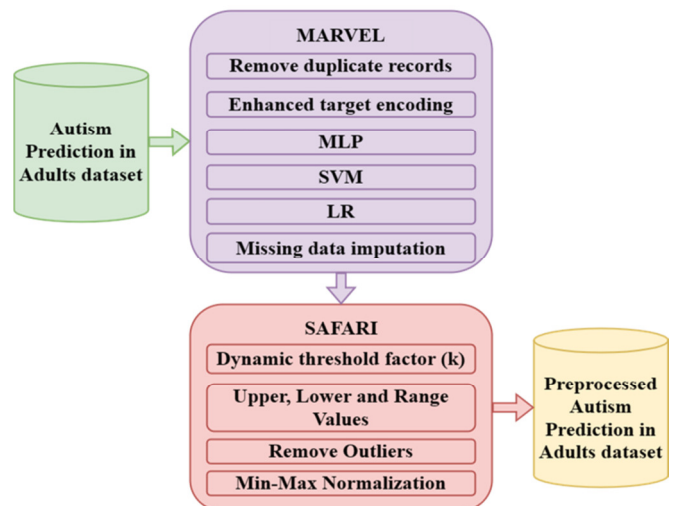 Autism
Prediction in
Adults dataset
MARVEL
Remove duplicate records
Enhanced target encoding
MLP
SVM
LR
Missing data imputation
SAFARI
Dynamic threshold factor (k)
Upper, Lower and Range
Values
Remove Outliers
Min-Max Normalization
Preprocessed
Autism
Prediction in
Adults dataset